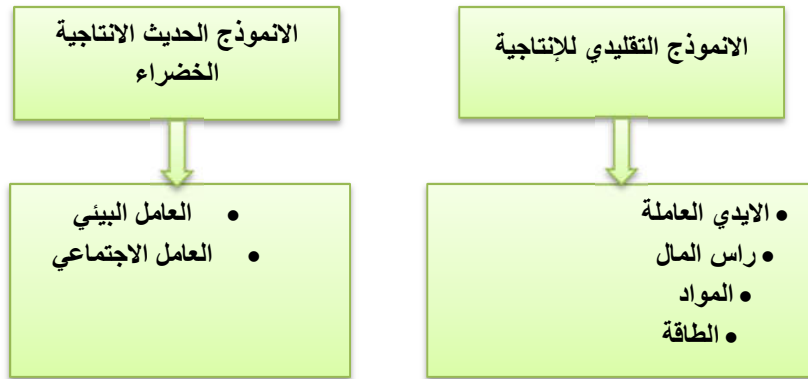 الانموذج التقليدي للإنتاجية
الايدي العاملة
راس المال
المواد
الطاقة
الانموذج الحديث الانتاجية
الخضراء
العامل البيئي
العامل الاجتماعي